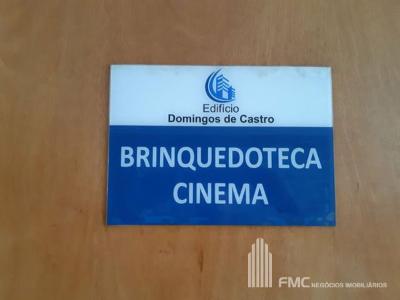 Edifício
Domingos de Castro
BRINQUEDOTECA
CINEMA
FMC NEGÓCIOS IMOBILIÁRIOS